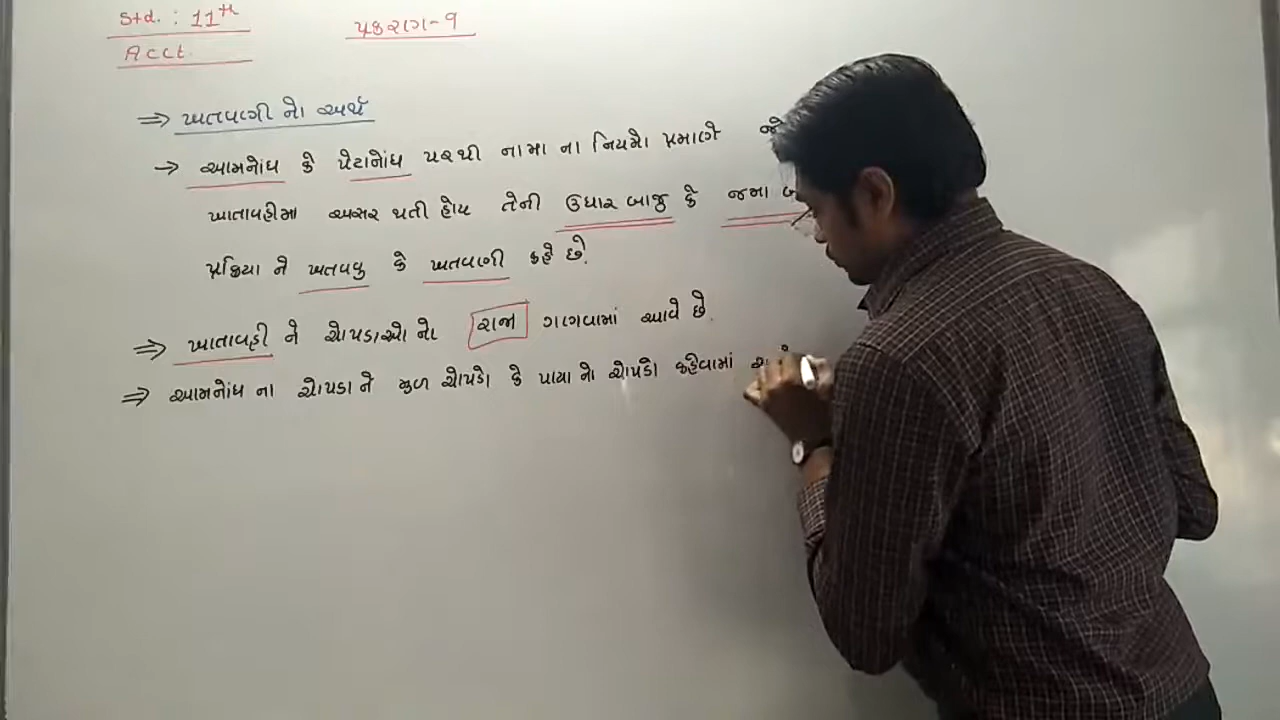 Std. : 11th
પ્રકરણ-૧
Acct.
⇒ ખતવણી નો અર્થ
→ આમનોંધ કે પેટાનોંધ પરથી નામા ના નિયમો પ્રમાણે જે
ખાતાવહીમા અસર થતી હોય તેની ઉધાર બાજુ કે જમા
પ્રક્રિયા ને ખતવવુ કે ખતવણી કહે છે.
⇒ ખાતાવહી ને ચોપડાઓ નો રાજા ગણવામાં આવે છે.
⇒ આમનોંધ ના ચોપડા ને મુળ ચોપડો કે પાયા નો ચોપડો કહેવામાં